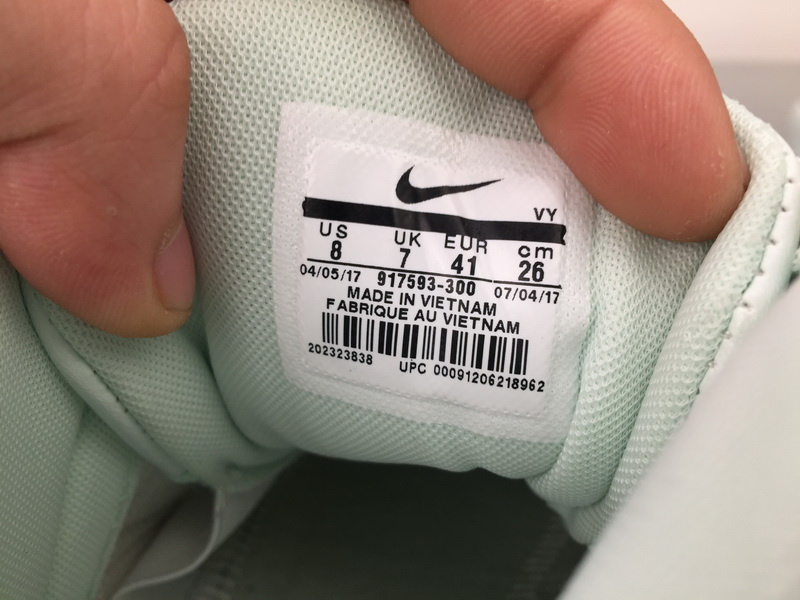 VY
US UK EUR cm
8 7 41 26
04/05/17 917593-300 07/04/17
MADE IN VIETNAM
FABRIQUE AU VIETNAM
202323838 UPC 00091206218962